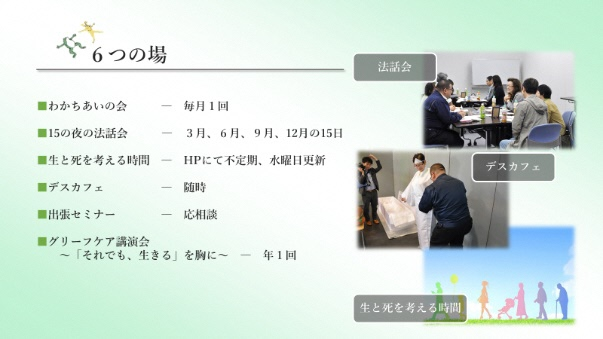 ６つの場
■わかちあいの会 ― 毎月１回
■15の夜の法話会 ― ３月、６月、９月、12月の15日
■生と死を考える時間 ― HPにて不定期、水曜日更新
■デスカフェ ― 随時
■出張セミナー ― 応相談
■グリーフケア講演会
～「それでも、生きる」を胸に～ ― 年１回
法話会
デスカフェ
生と死を考える時間